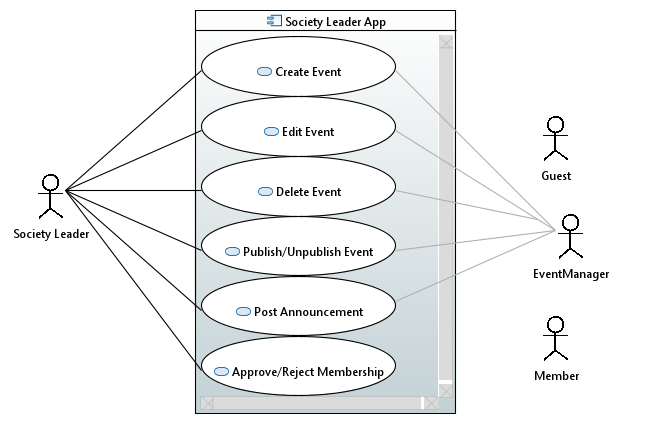 Society Leader App
Create Event
Edit Event
Delete Event
Publish/Unpublish Event
Post Announcement
Approve/Reject Membership
Society Leader
Guest
EventManager
Member